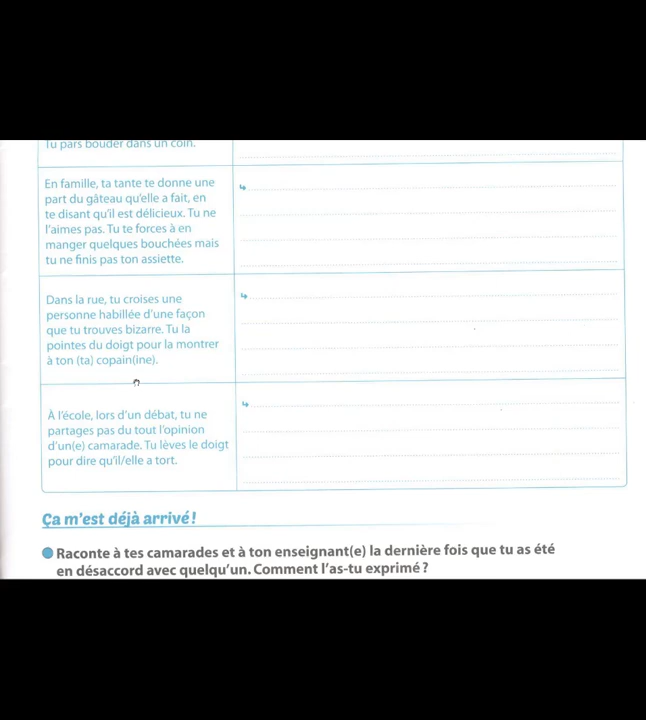 Tu pars bouder dans un coin.
En famille, ta tante te donne une
part du gâteau qu'elle a fait, en
te disant qu'il est délicieux. Tu ne
l'aimes pas. Tu te forces à en
manger quelques bouchées mais
tu ne finis pas ton assiette.
Dans la rue, tu croises une
personne habillée d'une façon
que tu trouves bizarre. Tu la
pointes du doigt pour la montrer
à ton (ta) copain(ine).
À l'école, lors d'un débat, tu ne
partages pas du tout l'opinion
d'un(e) camarade. Tu lèves le doigt
pour dire qu'il/elle a tort.
Ça m'est déjà arrivé !
Raconte à tes camarades et à ton enseignant(e) la dernière fois que tu as été
en désaccord avec quelqu'un. Comment l'as-tu exprimé ?